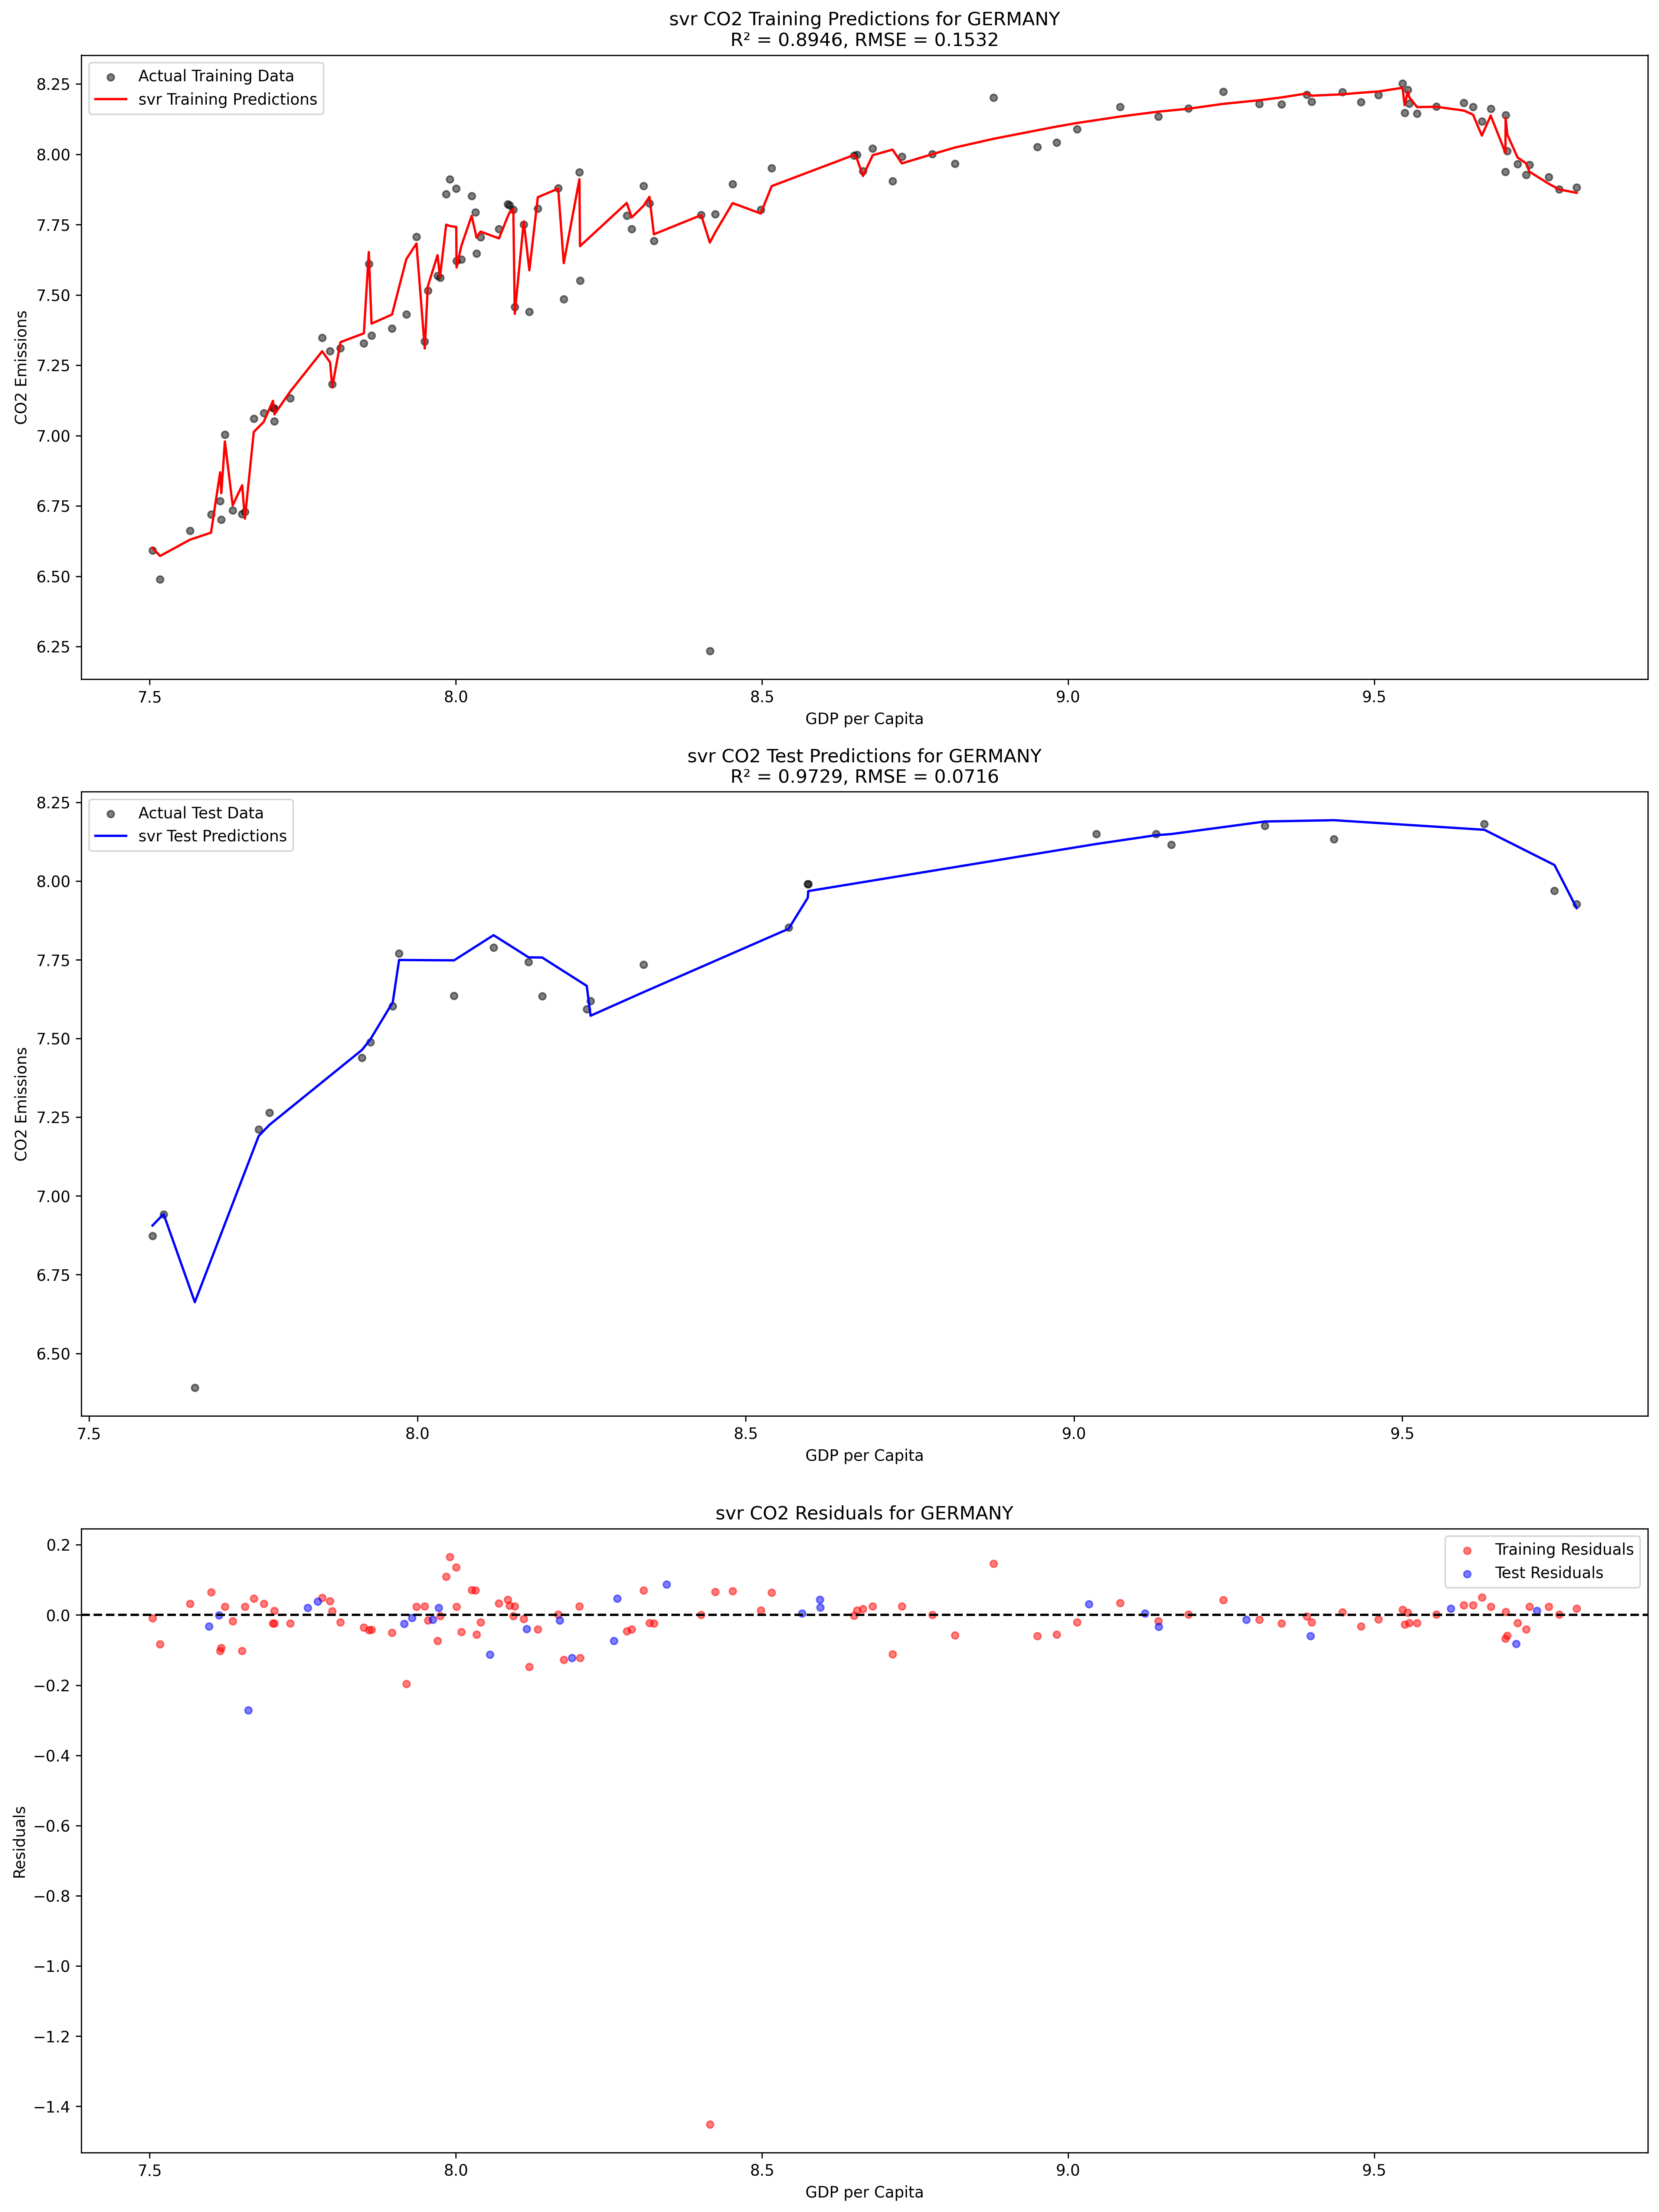 svr CO2 Training Predictions for GERMANY
R² = 0.8946, RMSE = 0.1532
Actual Training Data
svr Training Predictions
CO2 Emissions
8.25
8.00
7.75
7.50
7.25
7.00
6.75
6.50
6.25
7.5 8.0 8.5 9.0 9.5
GDP per Capita
svr CO2 Test Predictions for GERMANY
R² = 0.9729, RMSE = 0.0716
Actual Test Data
svr Test Predictions
CO2 Emissions
8.25
8.00
7.75
7.50
7.25
7.00
6.75
6.50
7.5 8.0 8.5 9.0 9.5
GDP per Capita
svr CO2 Residuals for GERMANY
Training Residuals
Test Residuals
Residuals
0.2
0.0
−0.2
−0.4
−0.6
−0.8
−1.0
−1.2
−1.4
7.5 8.0 8.5 9.0 9.5
GDP per Capita